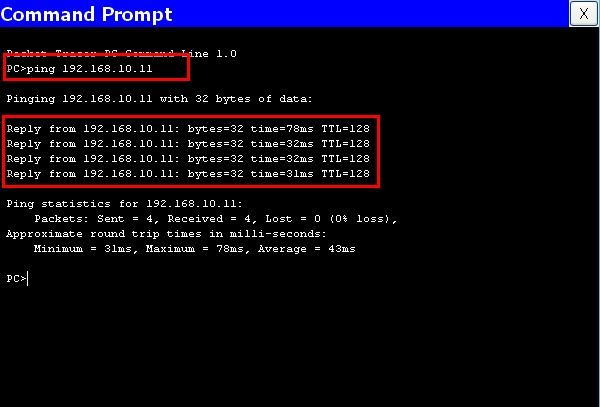 Command Prompt
X
Packet Tracer PC Command Line 1.0
PC>ping 192.168.10.11
Pinging 192.168.10.11 with 32 bytes of data:
Reply from 192.168.10.11: bytes=32 time=78ms TTL=128
Reply from 192.168.10.11: bytes=32 time=32ms TTL=128
Reply from 192.168.10.11: bytes=32 time=32ms TTL=128
Reply from 192.168.10.11: bytes=32 time=31ms TTL=128
Ping statistics for 192.168.10.11:
Packets: Sent = 4, Received = 4, Lost = 0 (0% loss),
Approximate round trip times in milli-seconds:
Minimum = 31ms, Maximum = 78ms, Average = 43ms
PC>